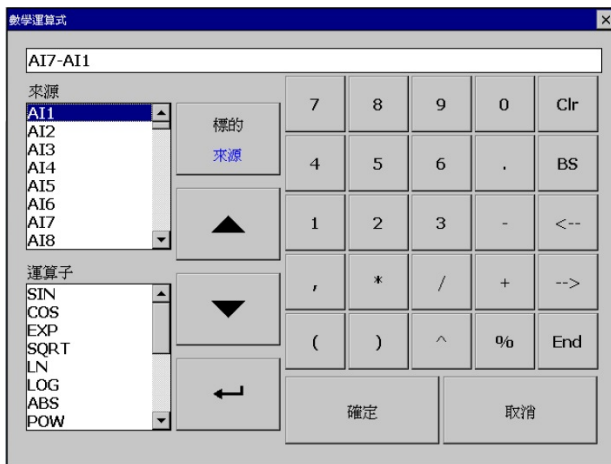 數學運算式
AI7-AI1
來源
AI1
AI2
AI3
AI4
AI5
AI6
AI7
AI8
標的
來源
運算子
SIN
COS
EXP
SQRT
LN
LOG
ABS
POW
7 8 9 0 Clr
4 5 6 . BS
1 2 3 - <--
, * / + -->
( ) ^ % End
確定 取消